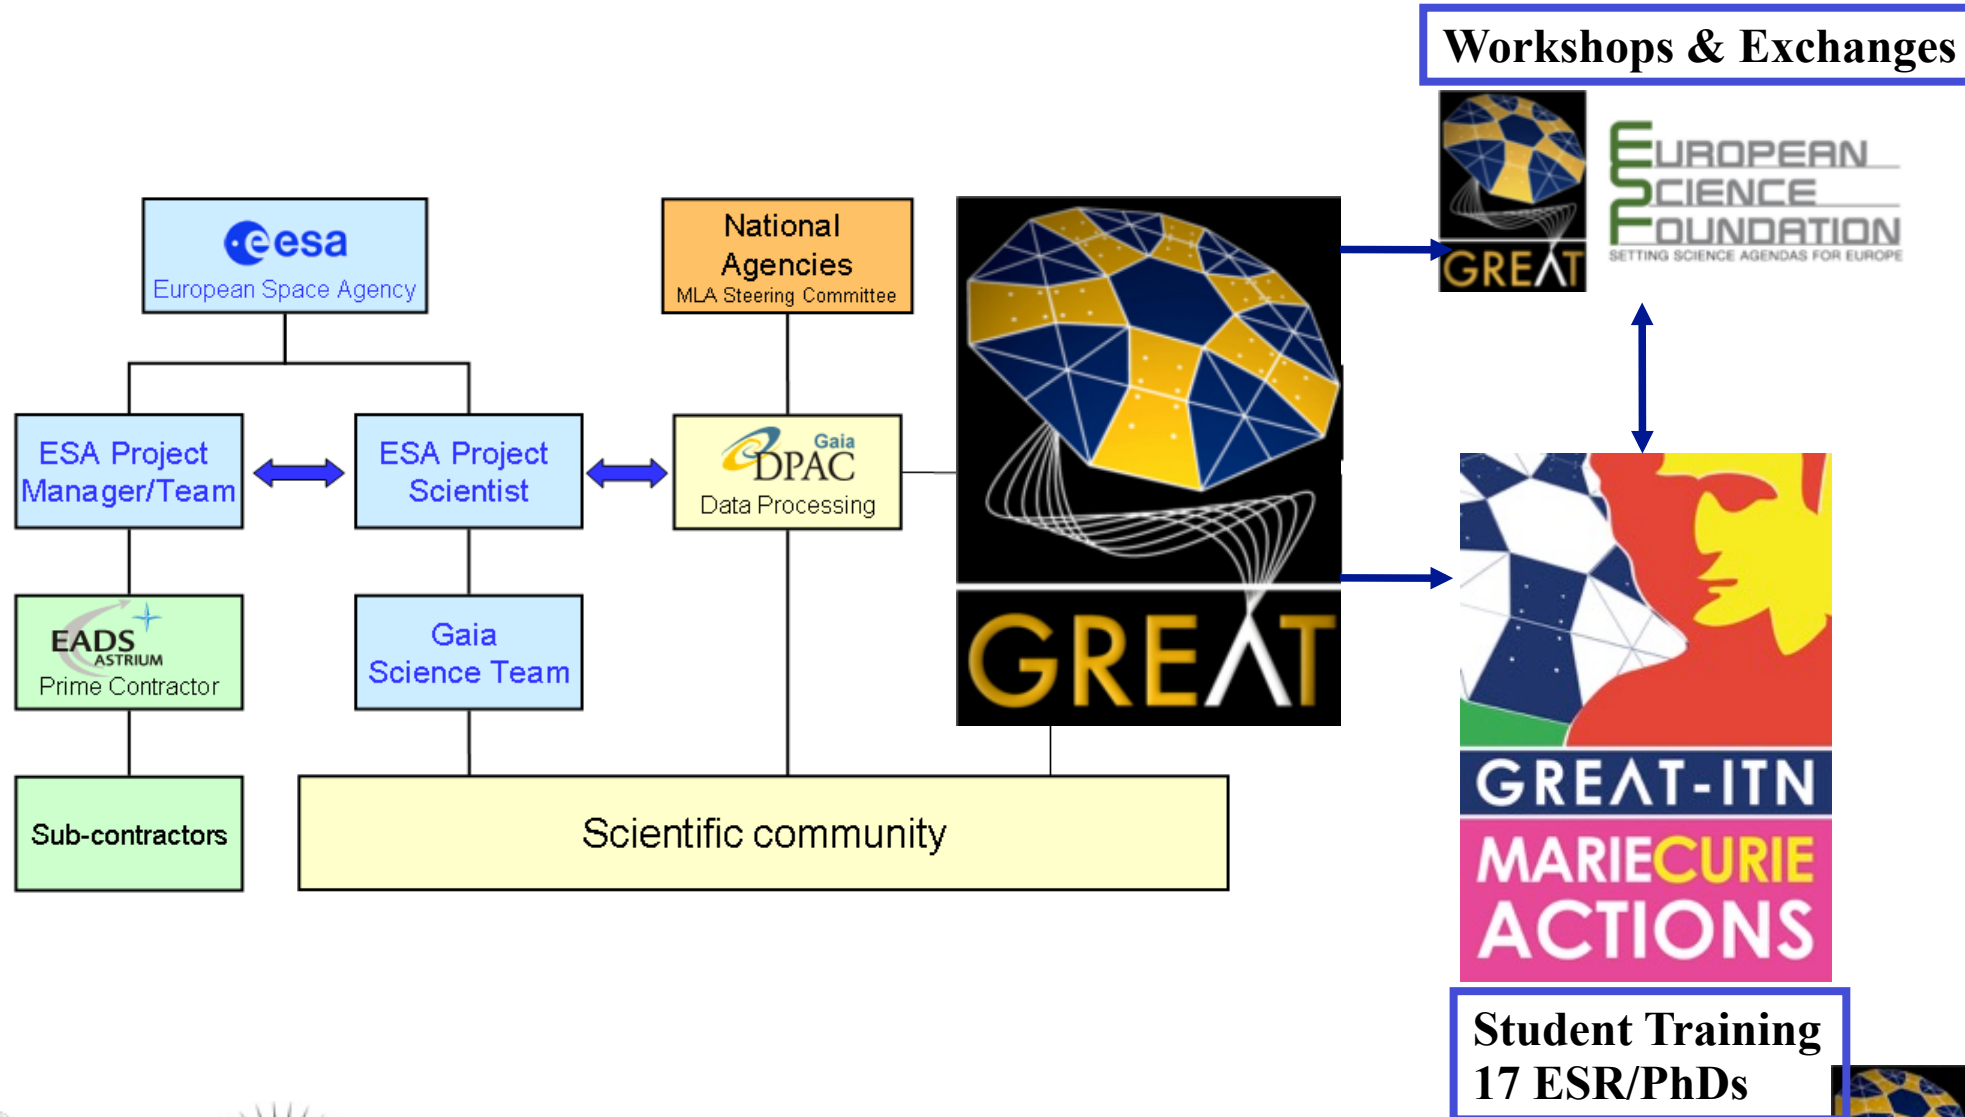 Workshops & Exchanges
GREAT
EUROPEAN
SCIENCE
FOUNDATION
SETTING SCIENCE AGENDAS FOR EUROPE
esa
European Space Agency
National
Agencies
MLA Steering Committee
ESA Project
Manager/Team
ESA Project
Scientist
Gaia
DPAC
Data Processing
GREAT
EADS
ASTRIUM
Prime Contractor
Gaia
Science Team
Sub-contractors
Scientific community
GREAT-ITN
MARIECURIE
ACTIONS
Student Training
17 ESR/PhDs